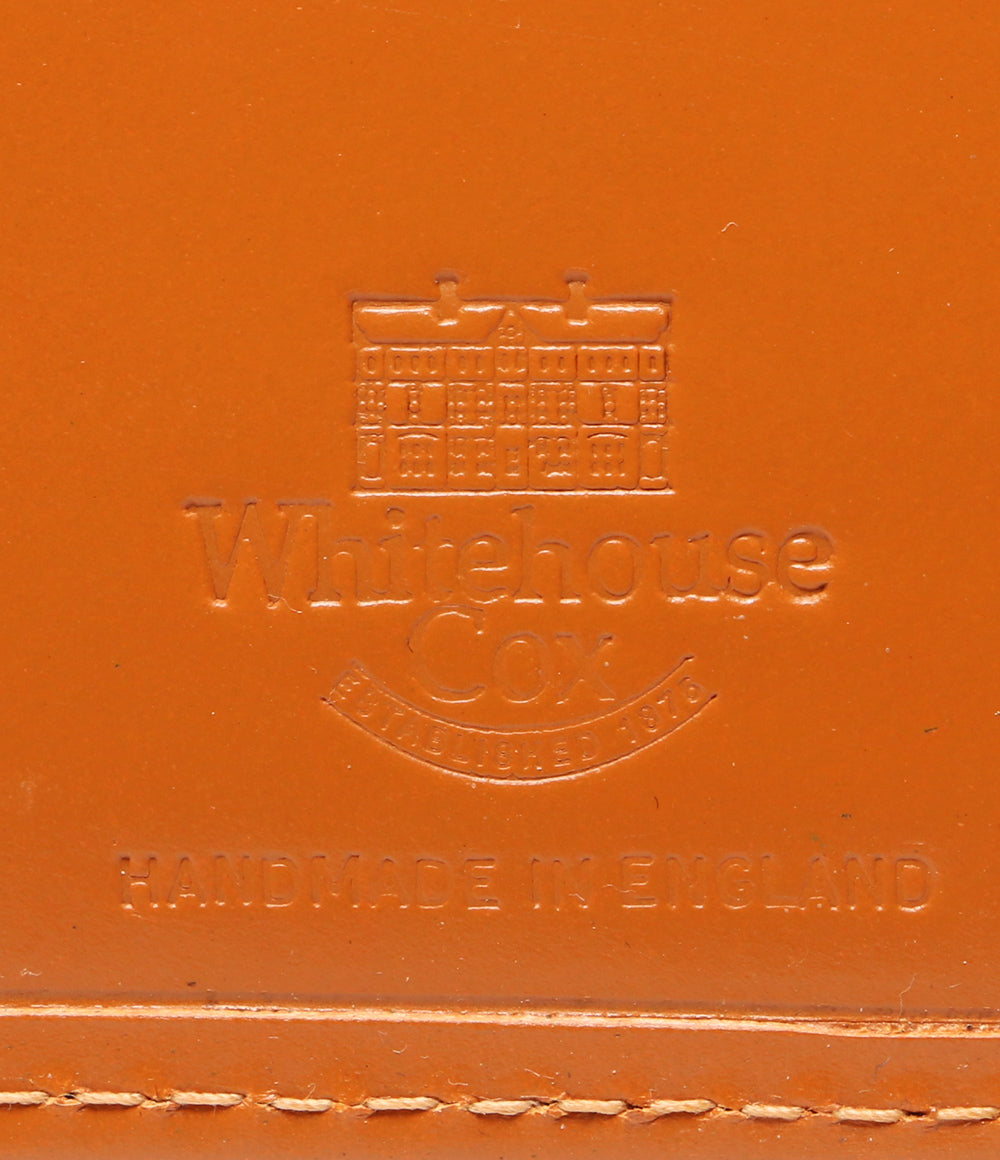 Whitehouse
Cox
ESTABLISHED 1875
HANDMADE IN ENGLAND